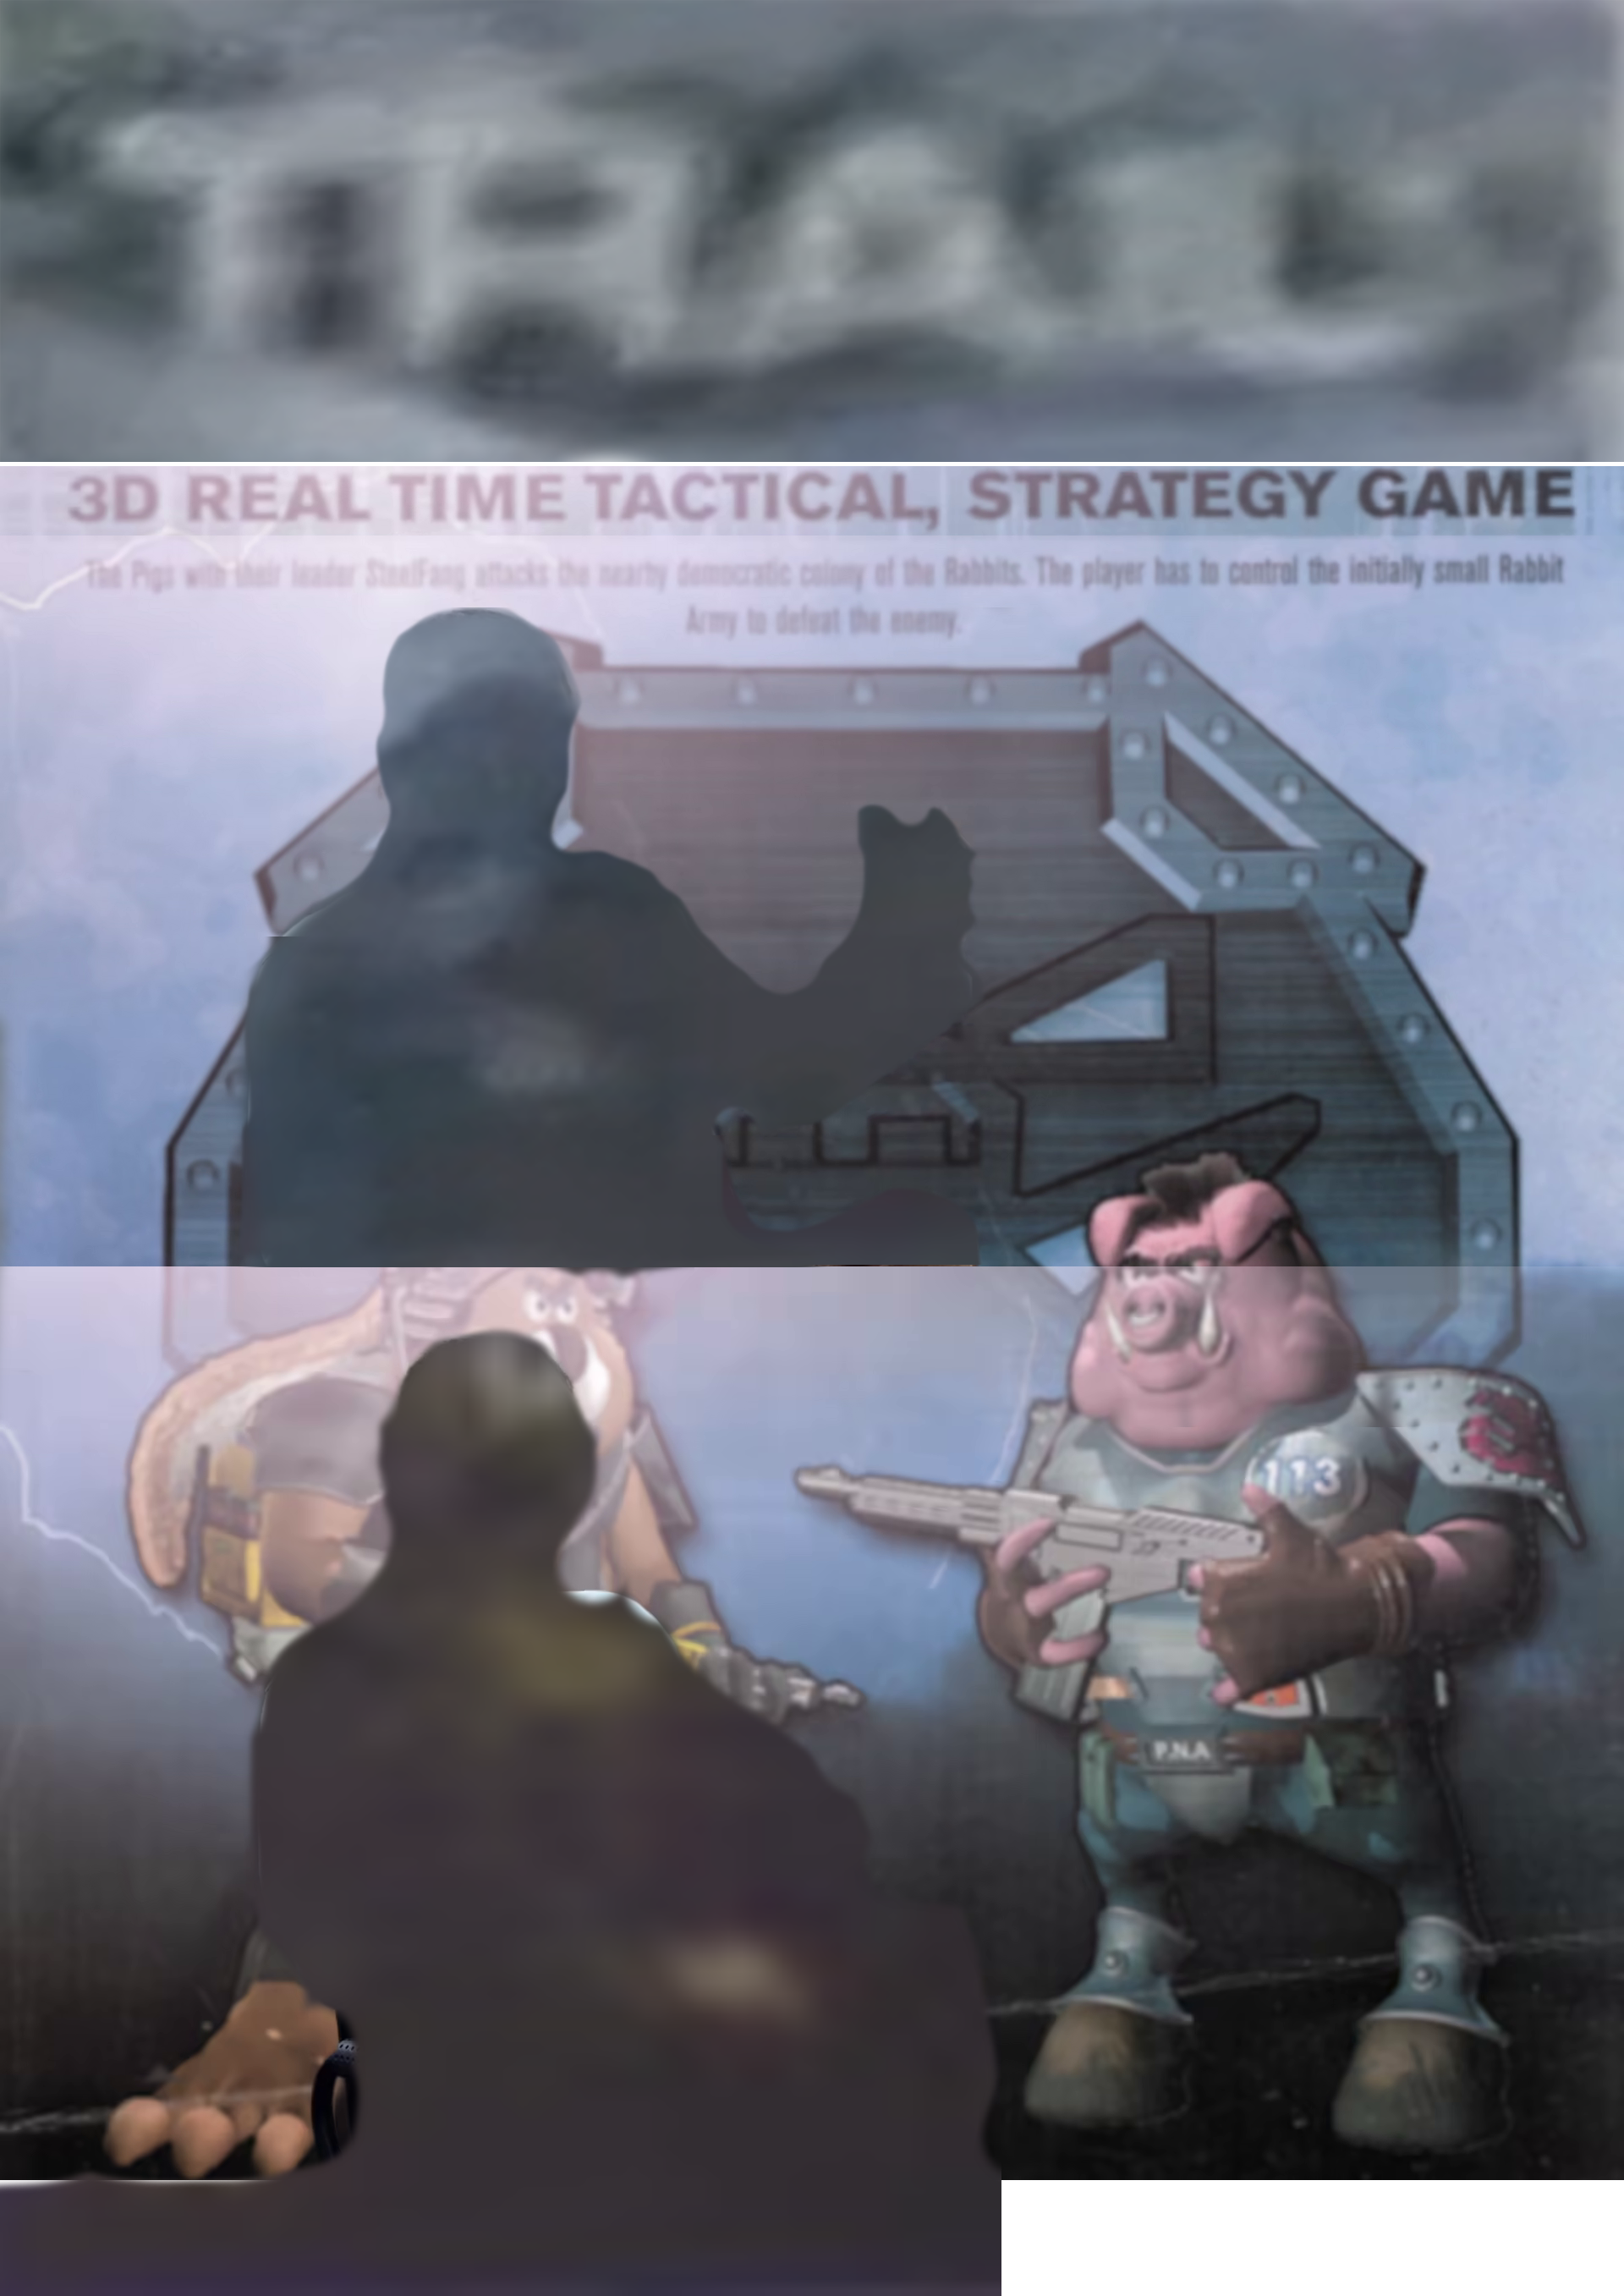 3D REAL TIME TACTICAL, STRATEGY GAME
The Pigs with their leader SteelFang attacks the nearby democratic colony of the Rabbits. The player has to control the initially small Rabbit
Army to defeat the enemy.
113
P.N.A.